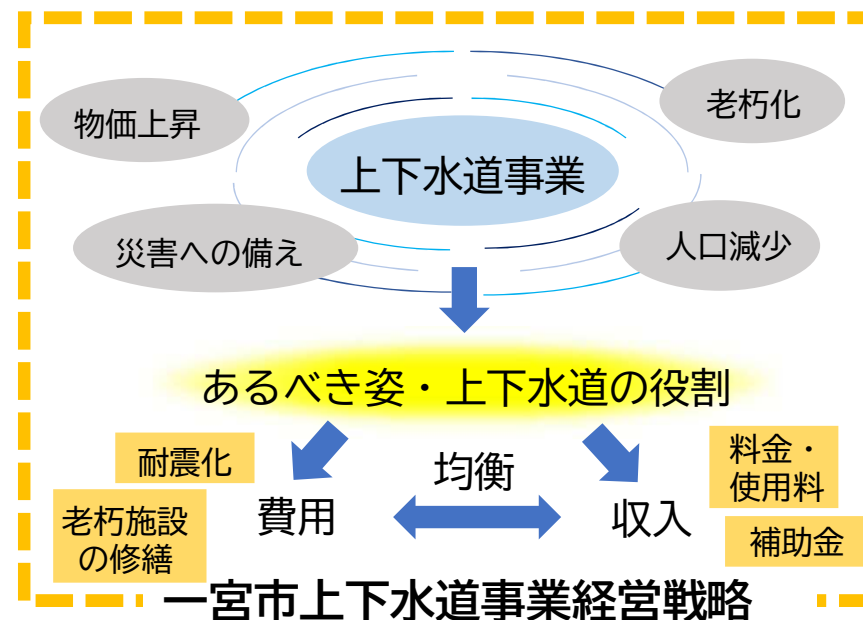 物価上昇
老朽化
上下水道事業
災害への備え
人口減少
あるべき姿・上下水道の役割
耐震化
老朽施設
の修繕
費用
均衡
収入
料金・
使用料
補助金
一宮市上下水道事業経営戦略